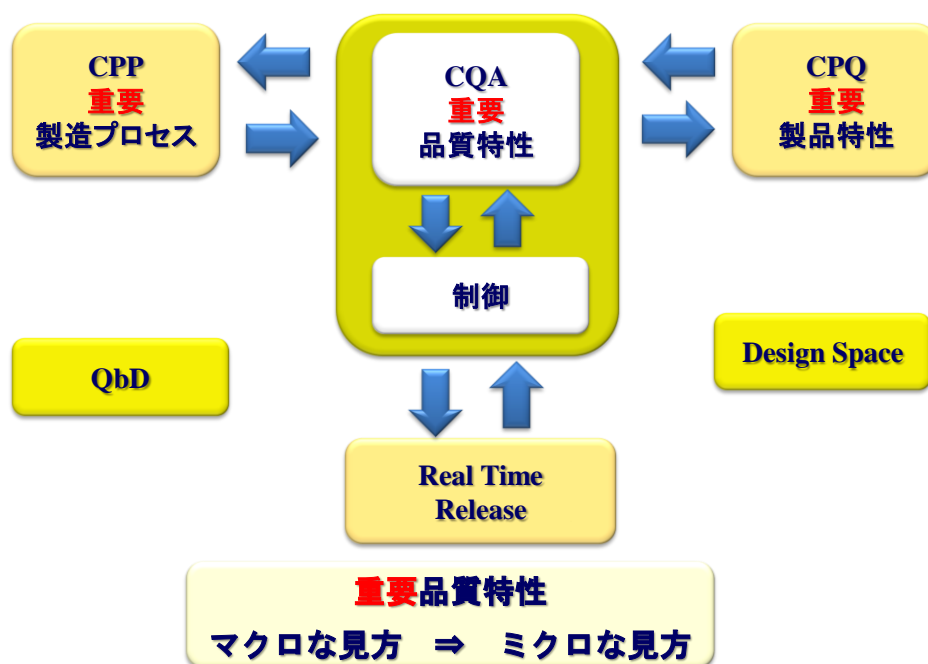 CPP
重要
製造プロセス
CQA
重要
品質特性
CPQ
重要
製品特性
制御
QbD
Design Space
Real Time
Release
重要品質特性
マクロな見方 ⇒ ミクロな見方